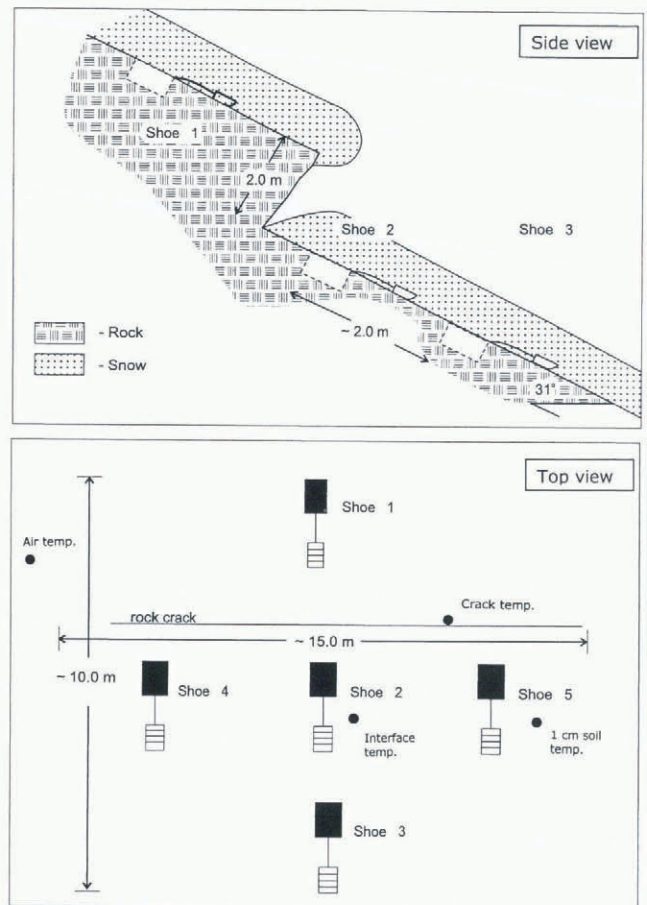 Side view
Shoe 1
2.0 m
Shoe 2
Shoe 3
~ 2.0 m
- Rock
- Snow
31°
Top view
Shoe 1
Air temp.
Crack temp.
rock crack
~ 15.0 m
~ 10.0 m
Shoe 4
Shoe 2
Shoe 5
Interface
temp.
1 cm soil
temp.
Shoe 3